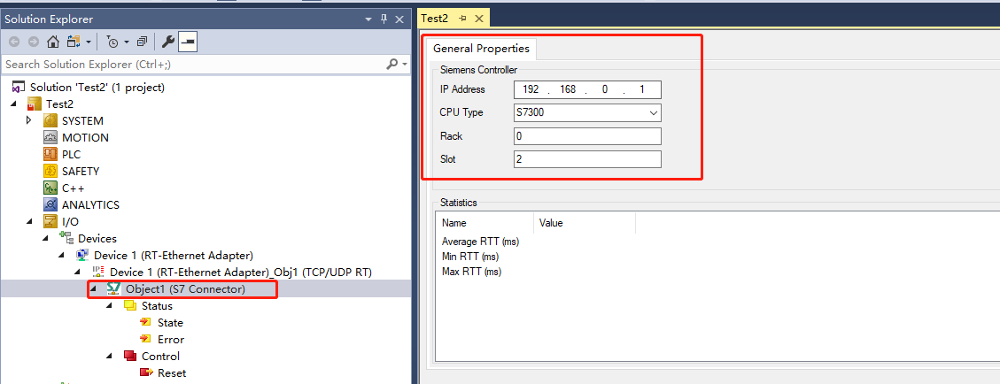 Solution Explorer
Search Solution Explorer (Ctrl+;)
Solution 'Test2' (1 project)
Test2
SYSTEM
MOTION
PLC
SAFETY
C++
ANALYTICS
I/O
Devices
Device 1 (RT-Ethernet Adapter)
Device 1 (RT-Ethernet Adapter)_Obj1 (TCP/UDP RT)
Object1 (S7 Connector)
Status
State
Error
Control
Reset
Test2
General Properties
Siemens Controller
IP Address 192 . 168 . 0 . 1
CPU Type S7300
Rack 0
Slot 2
Statistics
Name Value
Average RTT (ms)
Min RTT (ms)
Max RTT (ms)